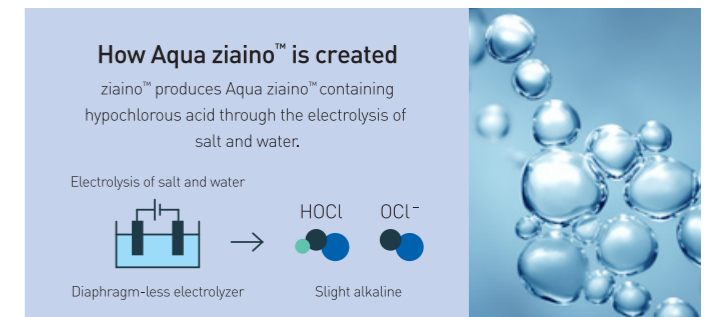 How Aqua ziaino™ is created
ziaino™ produces Aqua ziaino™ containing
hypochlorous acid through the electrolysis of
salt and water.
Electrolysis of salt and water
HOCl OCl⁻
Diaphragm-less electrolyzer
Slight alkaline